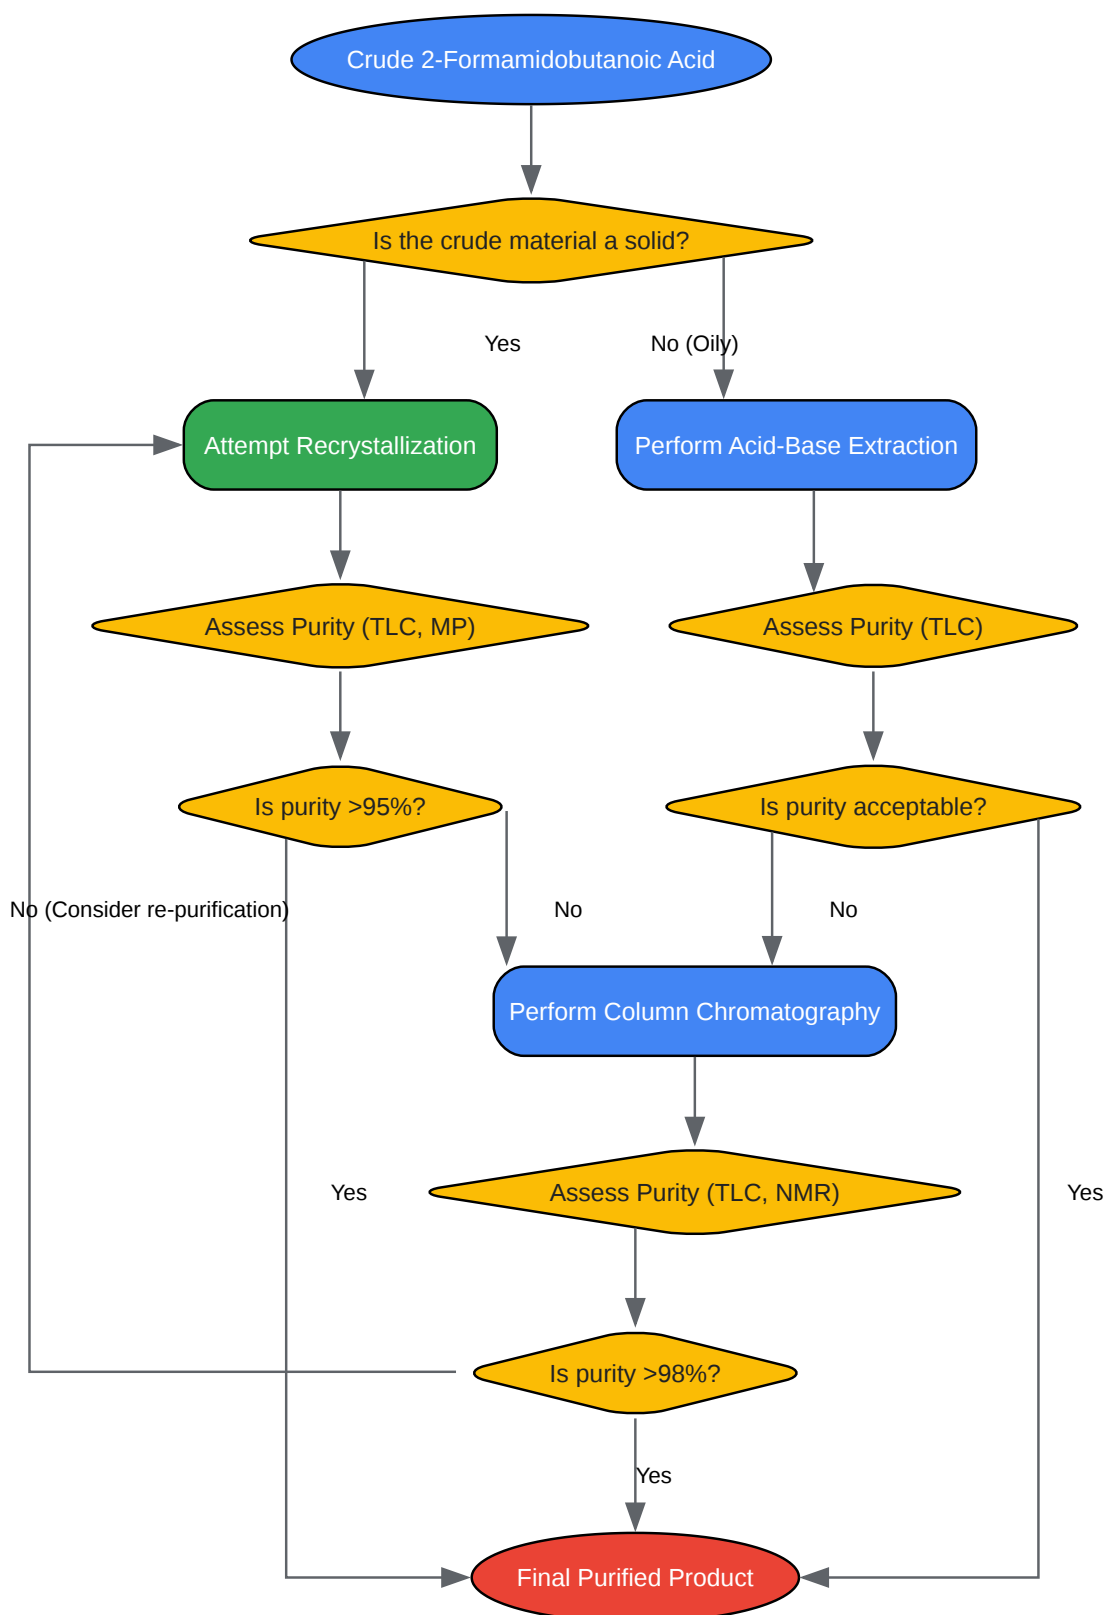 Crude 2-Formamidobutanoic Acid
Is the crude material a solid?
Yes
No (Oily)
Attempt Recrystallization
Perform Acid-Base Extraction
Assess Purity (TLC, MP)
Assess Purity (TLC)
Is purity >95%?
Is purity acceptable?
No (Consider re-purification)
No
No
Perform Column Chromatography
Yes
Assess Purity (TLC, NMR)
Yes
Is purity >98%?
Yes
Final Purified Product